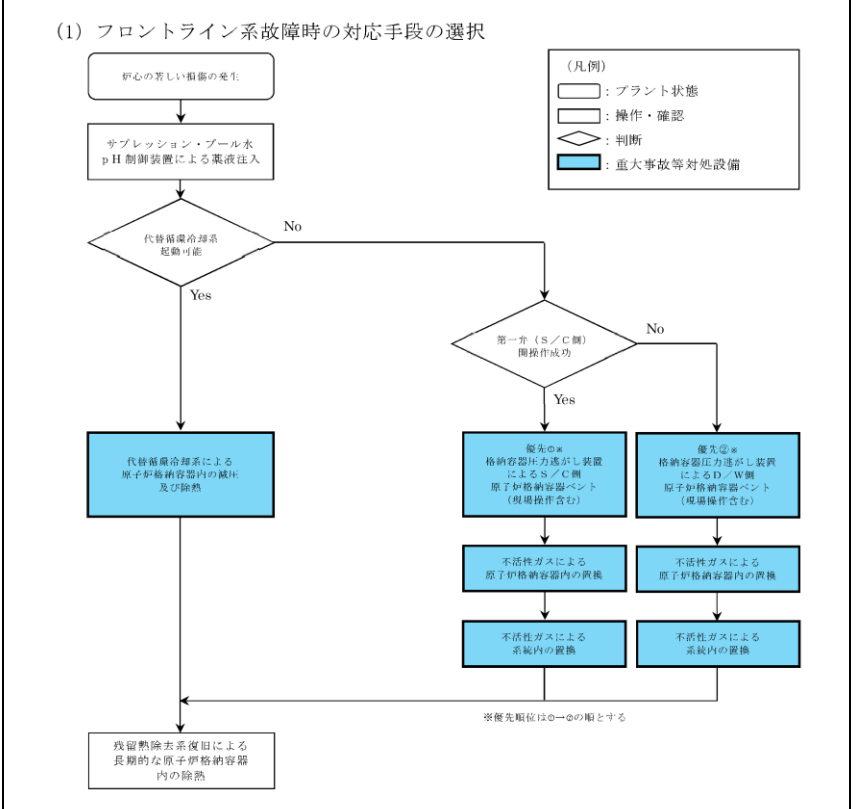 (1) フロントライン系故障時の対応手段の選択
炉心の著しい損傷の発生
(凡例)
:プラント状態
:操作・確認
:判断
:重大事故等対処設備
サプレッション・プール水
pH制御装置による薬液注入
代替循環冷却系
起動可能
No
Yes
第一弁(S/C側)
開操作成功
No
Yes
代替循環冷却系による
原子炉格納容器内の減圧
及び除熱
優先①※
格納容器圧力逃がし装置
によるS/C側
原子炉格納容器ベント
(現場操作含む)
優先②※
格納容器圧力逃がし装置
によるD/W側
原子炉格納容器ベント
(現場操作含む)
不活性ガスによる
原子炉格納容器内の置換
不活性ガスによる
原子炉格納容器内の置換
不活性ガスによる
系統内の置換
不活性ガスによる
系統内の置換
※優先順位は①→②の順とする
残留熱除去系復旧による
長期的な原子炉格納容器
内の除熱